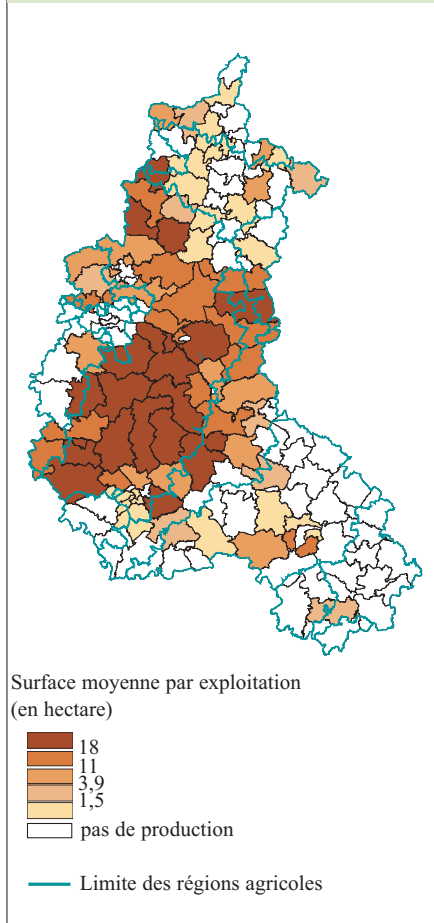 Surface moyenne par exploitation
(en hectare)
18
11
3,9
1,5
pas de production
Limite des régions agricoles